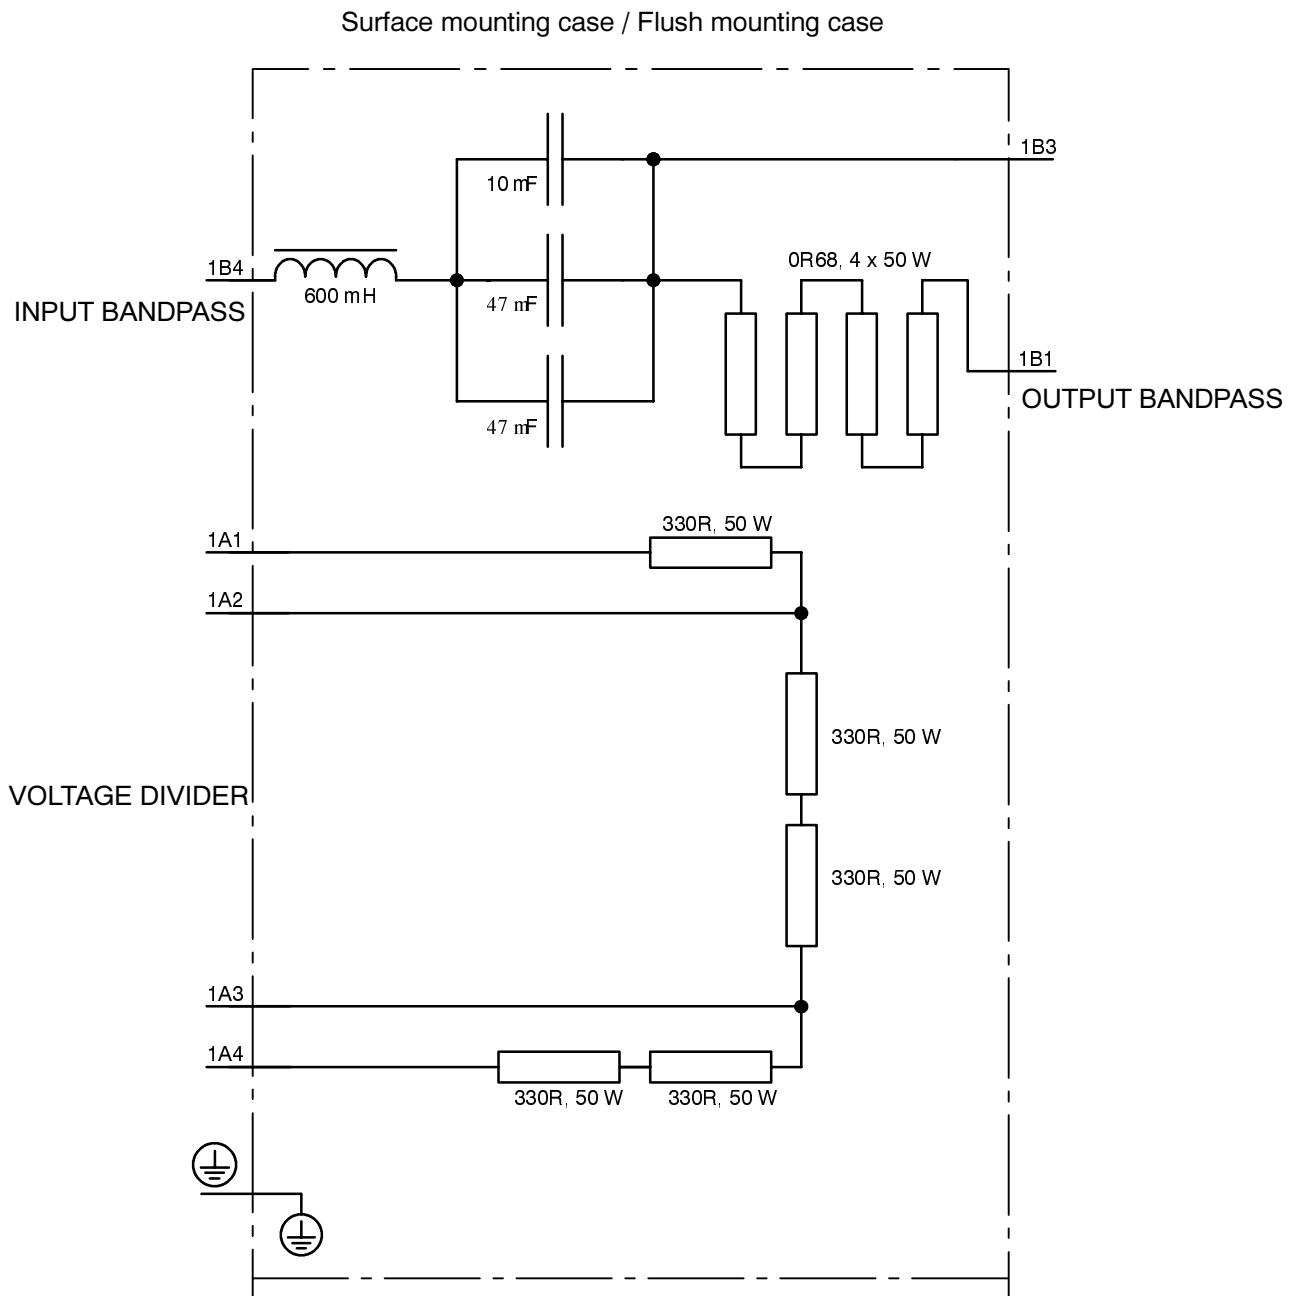 Surface mounting case / Flush mounting case
1B3
10 mF
1B4
0R68, 4 x 50 W
600 mH
INPUT BANDPASS
47 mF
1B1
OUTPUT BANDPASS
47 mF
330R, 50 W
1A1
1A2
330R, 50 W
VOLTAGE DIVIDER
330R, 50 W
1A3
1A4
330R, 50 W 330R, 50 W